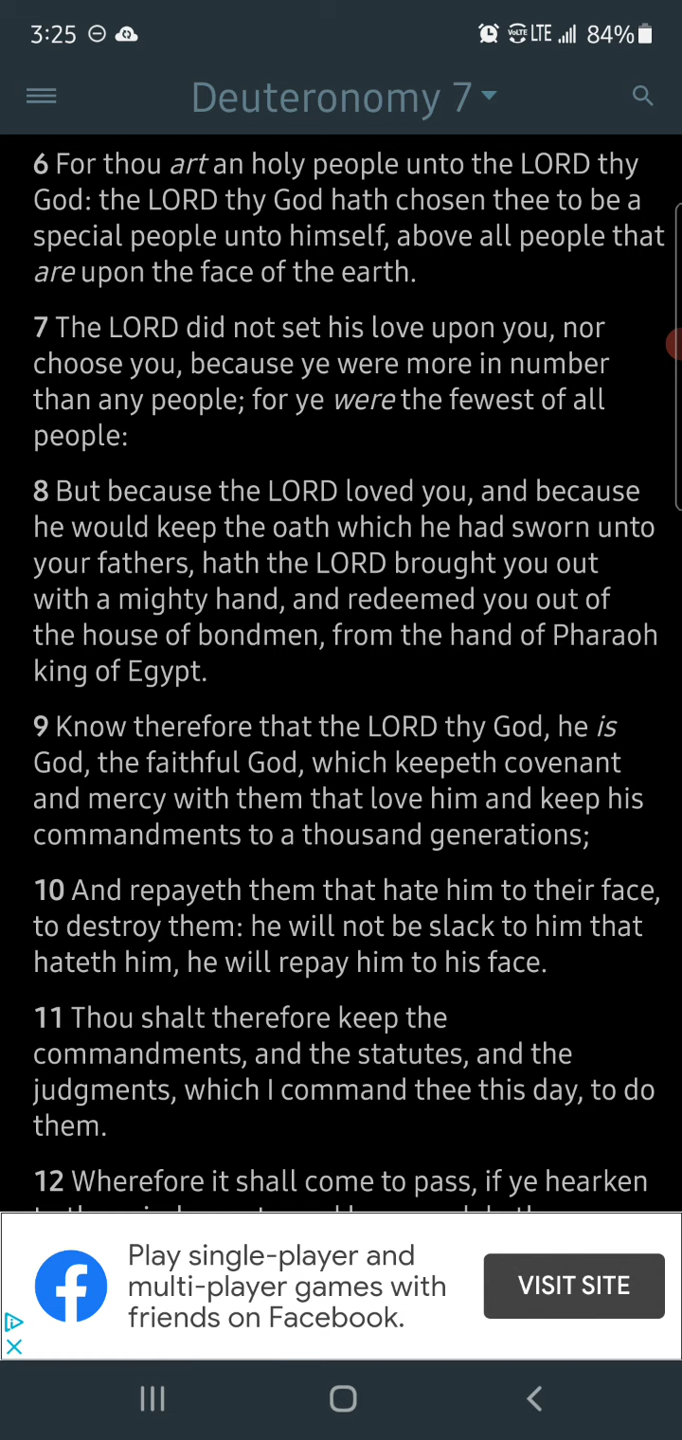 3:25 VoLTE LTE 84%
Deuteronomy 7
6 For thou art an holy people unto the LORD thy
God: the LORD thy God hath chosen thee to be a
special people unto himself, above all people that
are upon the face of the earth.
7 The LORD did not set his love upon you, nor
choose you, because ye were more in number
than any people; for ye were the fewest of all
people:
8 But because the LORD loved you, and because
he would keep the oath which he had sworn unto
your fathers, hath the LORD brought you out
with a mighty hand, and redeemed you out of
the house of bondmen, from the hand of Pharaoh
king of Egypt.
9 Know therefore that the LORD thy God, he is
God, the faithful God, which keepeth covenant
and mercy with them that love him and keep his
commandments to a thousand generations;
10 And repayeth them that hate him to their face,
to destroy them: he will not be slack to him that
hateth him, he will repay him to his face.
11 Thou shalt therefore keep the
commandments, and the statutes, and the
judgments, which I command thee this day, to do
them.
12 Wherefore it shall come to pass, if ye hearken
Play single-player and
multi-player games with
friends on Facebook.
VISIT SITE